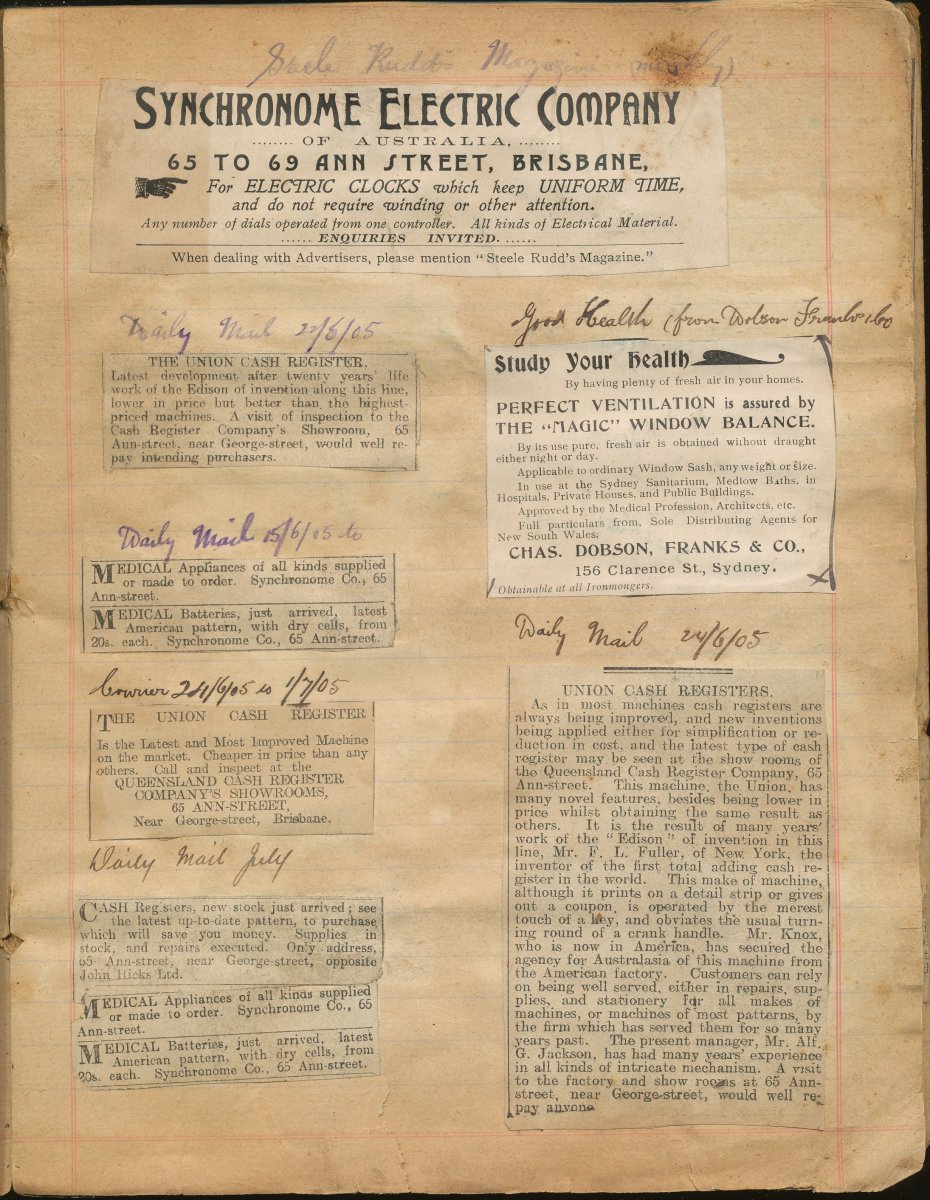 Steele Rudd's Magazine (monthly)
SYNCHRONOME ELECTRIC COMPANY
........ OF AUSTRALIA, ........
65 TO 69 ANN STREET, BRISBANE,
For ELECTRIC CLOCKS which keep UNIFORM TIME,
and do not require winding or other attention.
Any number of dials operated from one controller. All kinds of Electrical Material.
...... ENQUIRIES INVITED. ......
When dealing with Advertisers, please mention "Steele Rudd's Magazine."
Daily Mail 22/6/05
THE UNION CASH REGISTER.
Latest development after twenty years' life
work of the Edison of invention along this line,
lower in price but better than the highest-
priced machines. A visit of inspection to the
Cash Register Company's Showroom, 65
Ann-street, near George-street, would well re-
pay intending purchasers.
Daily Mail 15/6/05 to
MEDICAL Appliances of all kinds supplied
or made to order. Synchronome Co., 65
Ann-street.
MEDICAL Batteries, just arrived, latest
American pattern, with dry cells, from
20s. each. Synchronome Co., 65 Ann-street.
Courier 24/6/05 to 1/7/05
THE UNION CASH REGISTER
Is the Latest and Most Improved Machine
on the market. Cheaper in price than any
others. Call and inspect at the
QUEENSLAND CASH REGISTER
COMPANY'S SHOWROOMS,
65 ANN-STREET,
Near George-street, Brisbane.
Daily Mail July
CASH Registers, new stock just arrived; see
the latest up-to-date pattern, to purchase
which will save you money. Supplies in
stock, and repairs executed. Only address,
65 Ann-street, near George-street, opposite
John Hicks Ltd.
MEDICAL Appliances of all kinds supplied
or made to order. Synchronome Co., 65
Ann-street.
MEDICAL Batteries, just arrived, latest
American pattern, with dry cells, from
20s. each. Synchronome Co., 65 Ann-street.
Good Health (from Dobson Franks & Co
Study Your Health
By having plenty of fresh air in your homes.
PERFECT VENTILATION is assured by
THE "MAGIC" WINDOW BALANCE.
By its use pure, fresh air is obtained without draught
either night or day.
Applicable to ordinary Window Sash, any weight or size.
In use at the Sydney Sanitarium, Medlow Baths, in
Hospitals, Private Houses, and Public Buildings.
Approved by the Medical Profession, Architects, etc.
Full particulars from, Sole Distributing Agents for
New South Wales,
CHAS. DOBSON, FRANKS & CO.,
156 Clarence St., Sydney.
Obtainable at all Ironmongers.
Daily Mail 24/6/05
UNION CASH REGISTERS.
As in most machines cash registers are
always being improved, and new inventions
being applied either for simplification or re-
duction in cost, and the latest type of cash
register may be seen at the show rooms of
the Queensland Cash Register Company, 65
Ann-street. This machine, the Union, has
many novel features, besides being lower in
price whilst obtaining the same result as
others. It is the result of many years'
work of the "Edison" of invention in this
line, Mr. F. L. Fuller, of New York, the
inventor of the first total adding cash re-
gister in the world. This make of machine,
although it prints on a detail strip or gives
out a coupon, is operated by the merest
touch of a key, and obviates the usual turn-
ing round of a crank handle. Mr. Knox,
who is now in America, has secured the
agency for Australasia of this machine from
the American factory. Customers can rely
on being well served, either in repairs, sup-
plies, and stationery for all makes of
machines, or machines of most patterns, by
the firm which has served them for so many
years past. The present manager, Mr. Alf.
G. Jackson, has had many years' experience
in all kinds of intricate mechanism. A visit
to the factory and show rooms at 65 Ann-
street, near George-street, would well re-
pay anyone